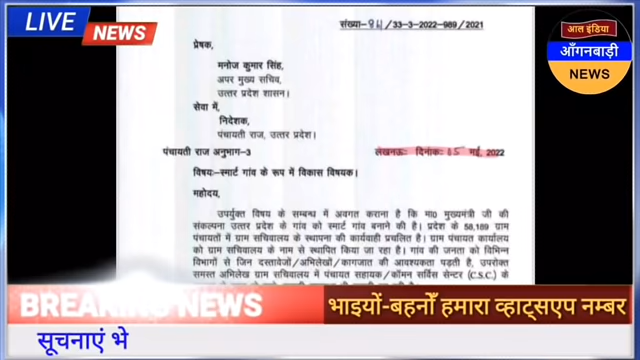 LIVE NEWS
आल इंडिया
आँगनबाड़ी
NEWS
संख्या-94/33-3-2022-989/2021
प्रेषक,
मनोज कुमार सिंह,
अपर मुख्य सचिव,
उत्तर प्रदेश शासन।
सेवा में,
निदेशक,
पंचायती राज, उत्तर प्रदेश।
पंचायती राज अनुभाग-3
लखनऊः दिनांकः 15 मई, 2022
विषयः-स्मार्ट गांव के रूप में विकास विषयक।
महोदय,
उपर्युक्त विषय के सम्बन्ध में अवगत कराना है कि मा0 मुख्यमंत्री जी की
संकल्पना उत्तर प्रदेश के गांव को स्मार्ट गांव बनाने की है। प्रदेश के 58,189 ग्राम
पंचायतों में ग्राम सचिवालय के स्थापना की कार्यवाही प्रचलित है। ग्राम पंचायत कार्यालय
को ग्राम सचिवालय के नाम से स्थापित किया जा रहा है। गांव की जनता को विभिन्न
विभागों से जिन दस्तावेजों/अभिलेखों/कागजात की आवश्यकता पड़ती है, उपरोक्त
समस्त अभिलेख ग्राम सचिवालय में पंचायत सहायक/कॉमन सर्विस सेन्टर (C.S.C.) के
BREAKING NEWS
भाइयों-बहनोँ हमारा व्हाट्सएप नम्बर
सूचनाएं भे